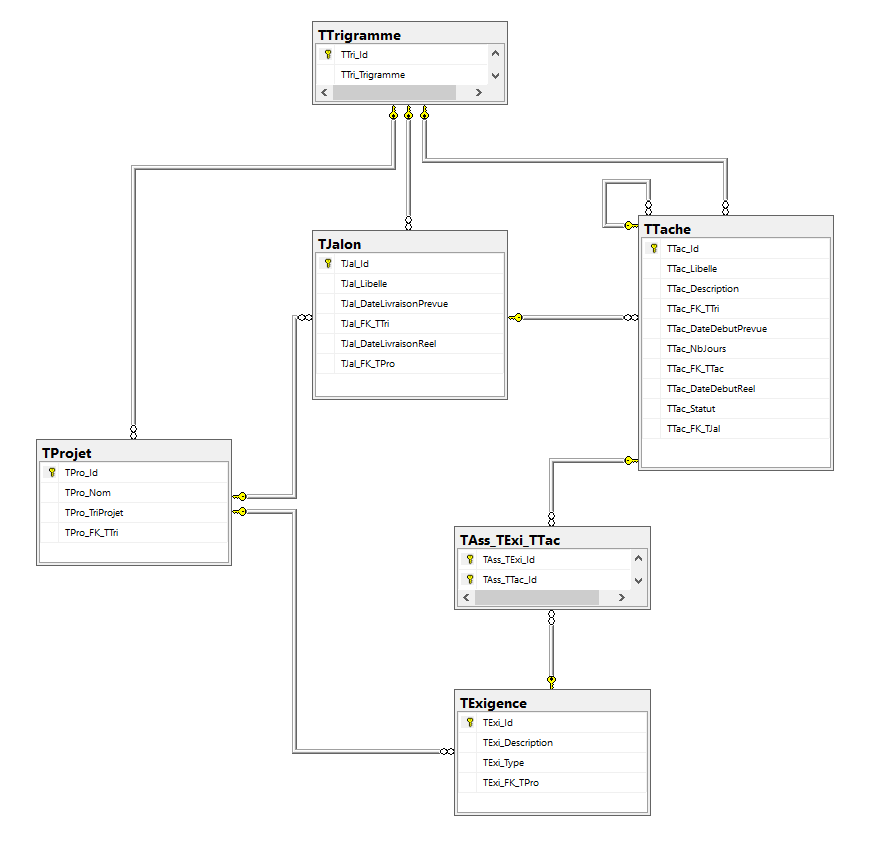 TTrigramme
TTri_Id
TTri_Trigramme
TJalon
TJal_Id
TJal_Libelle
TJal_DateLivraisonPrevue
TJal_FK_TTri
TJal_DateLivraisonReel
TJal_FK_TPro
TTache
TTac_Id
TTac_Libelle
TTac_Description
TTac_FK_TTri
TTac_DateDebutPrevue
TTac_NbJours
TTac_FK_TTac
TTac_DateDebutReel
TTac_Statut
TTac_FK_TJal
TProjet
TPro_Id
TPro_Nom
TPro_TriProjet
TPro_FK_TTri
TAss_TExi_TTac
TAss_TExi_Id
TAss_TTac_Id
TExigence
TExi_Id
TExi_Description
TExi_Type
TExi_FK_TPro